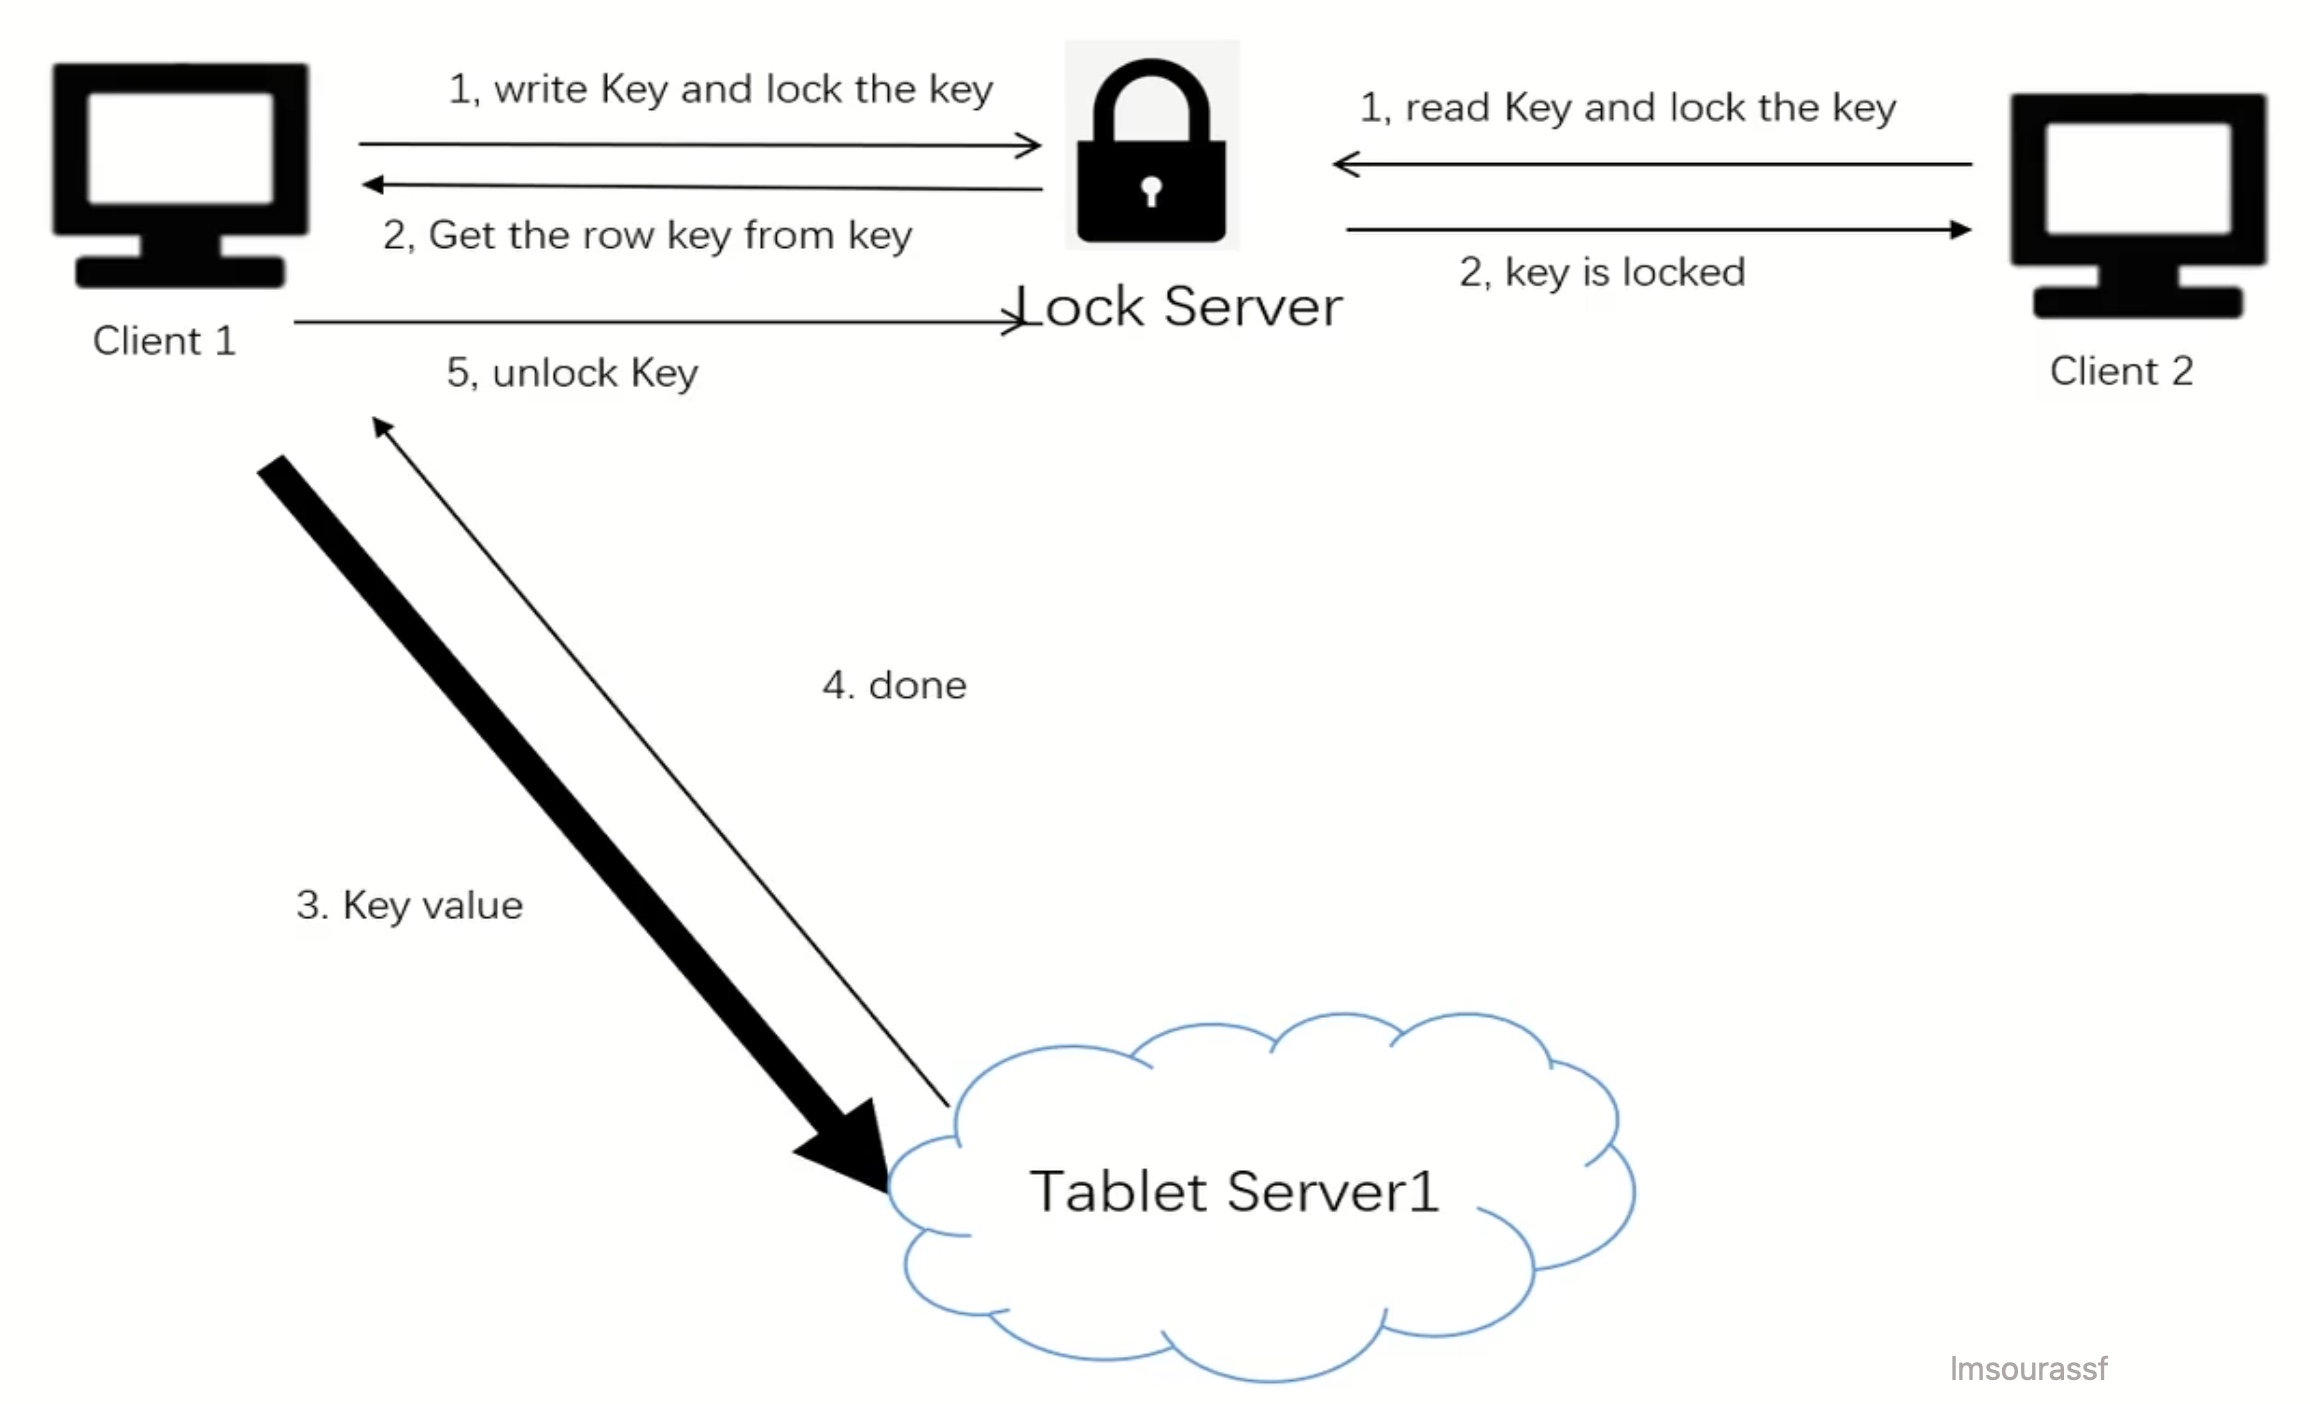 1, write Key and lock the key
1, read Key and lock the key
2, Get the row key from key
2, key is locked
Lock Server
Client 1
5, unlock Key
Client 2
4. done
3. Key value
Tablet Server1
lmsourassf